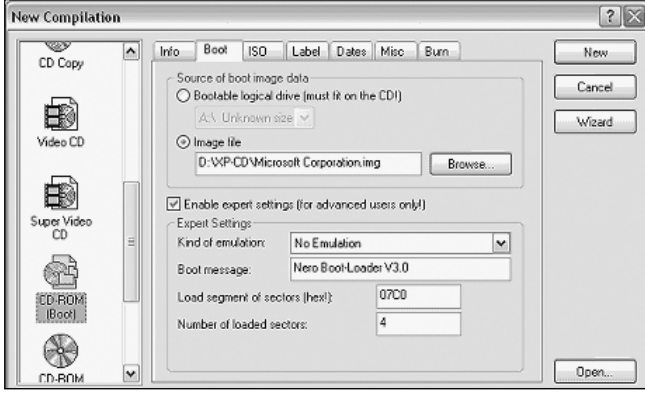 New Compilation
CD Copy
Video CD
Super Video
CD
CD-ROM
(Boot)
CD-ROM
Info Boot ISO Label Dates Misc Burn
Source of boot image data
Bootable logical drive (must fit on the CD!)
A:\ Unknown size
Image file
D:\XP-CD\Microsoft Corporation.img Browse...
Enable expert settings (for advanced users only!)
Expert Settings
Kind of emulation: No Emulation
Boot message: Nero Boot-Loader V3.0
Load segment of sectors (hex!): 07C0
Number of loaded sectors: 4
New
Cancel
Wizard
Open...